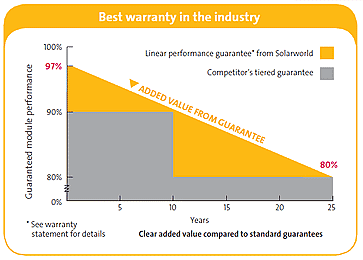 Best warranty in the industry
100%
Linear performance guarantee* from Solarworld
97%
Competitor's tiered guarantee
ADDED VALUE FROM GUARANTEE
Guaranteed module performance
90%
80%
80%
0%
5
10
15
20
25
Years
* See warranty
statement for details
Clear added value compared to standard guarantees